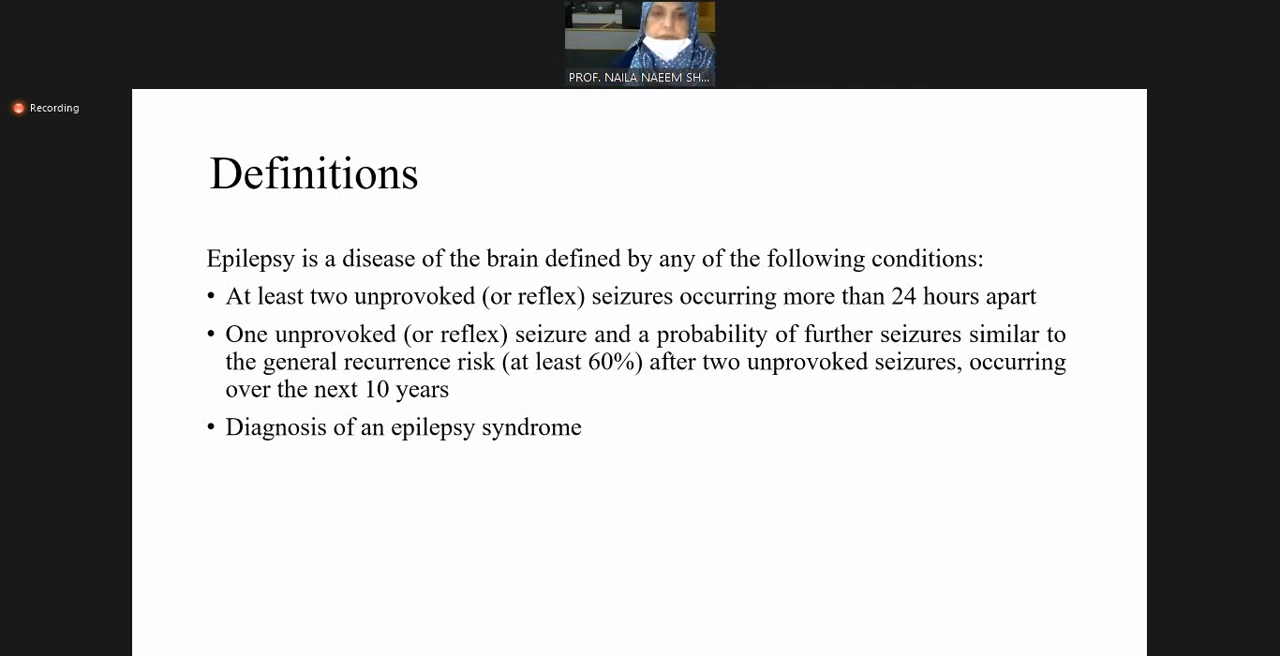 PROF. NAILA NAEEM SH...
Recording
Definitions
Epilepsy is a disease of the brain defined by any of the following conditions:
• At least two unprovoked (or reflex) seizures occurring more than 24 hours apart
• One unprovoked (or reflex) seizure and a probability of further seizures similar to
the general recurrence risk (at least 60%) after two unprovoked seizures, occurring
over the next 10 years
• Diagnosis of an epilepsy syndrome